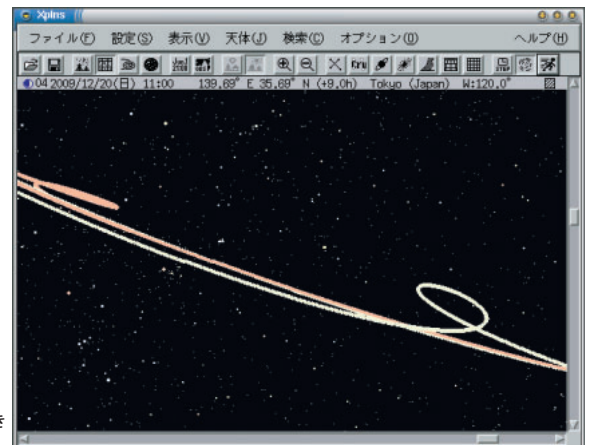 Xplns
ファイル(F) 設定(S) 表示(V) 天体(J) 検索(C) オプション(O) ヘルプ(H)
04 2009/12/20(日) 11:00 139.69° E 35.69° N (+9.0h) Tokyo (Japan) W:120.0°
き